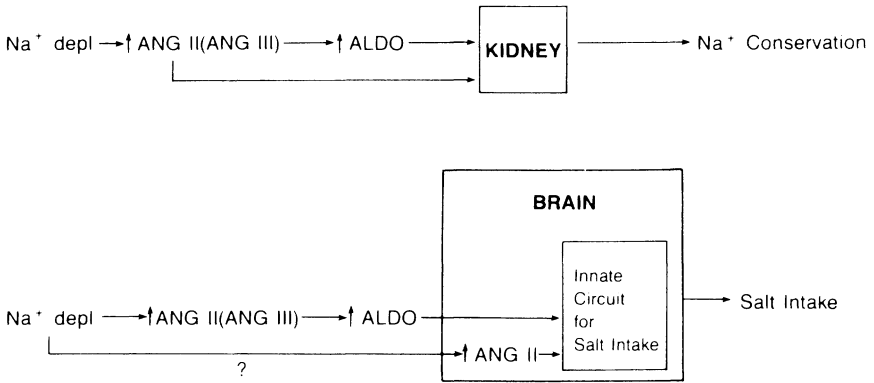 Na⁺ depl → ↑ ANG II(ANG III) → ↑ ALDO → KIDNEY → Na⁺ Conservation
BRAIN
Innate
Circuit
for
Salt Intake
→ Salt Intake
Na⁺ depl → ↑ ANG II(ANG III) → ↑ ALDO
↑ ANG II →
?